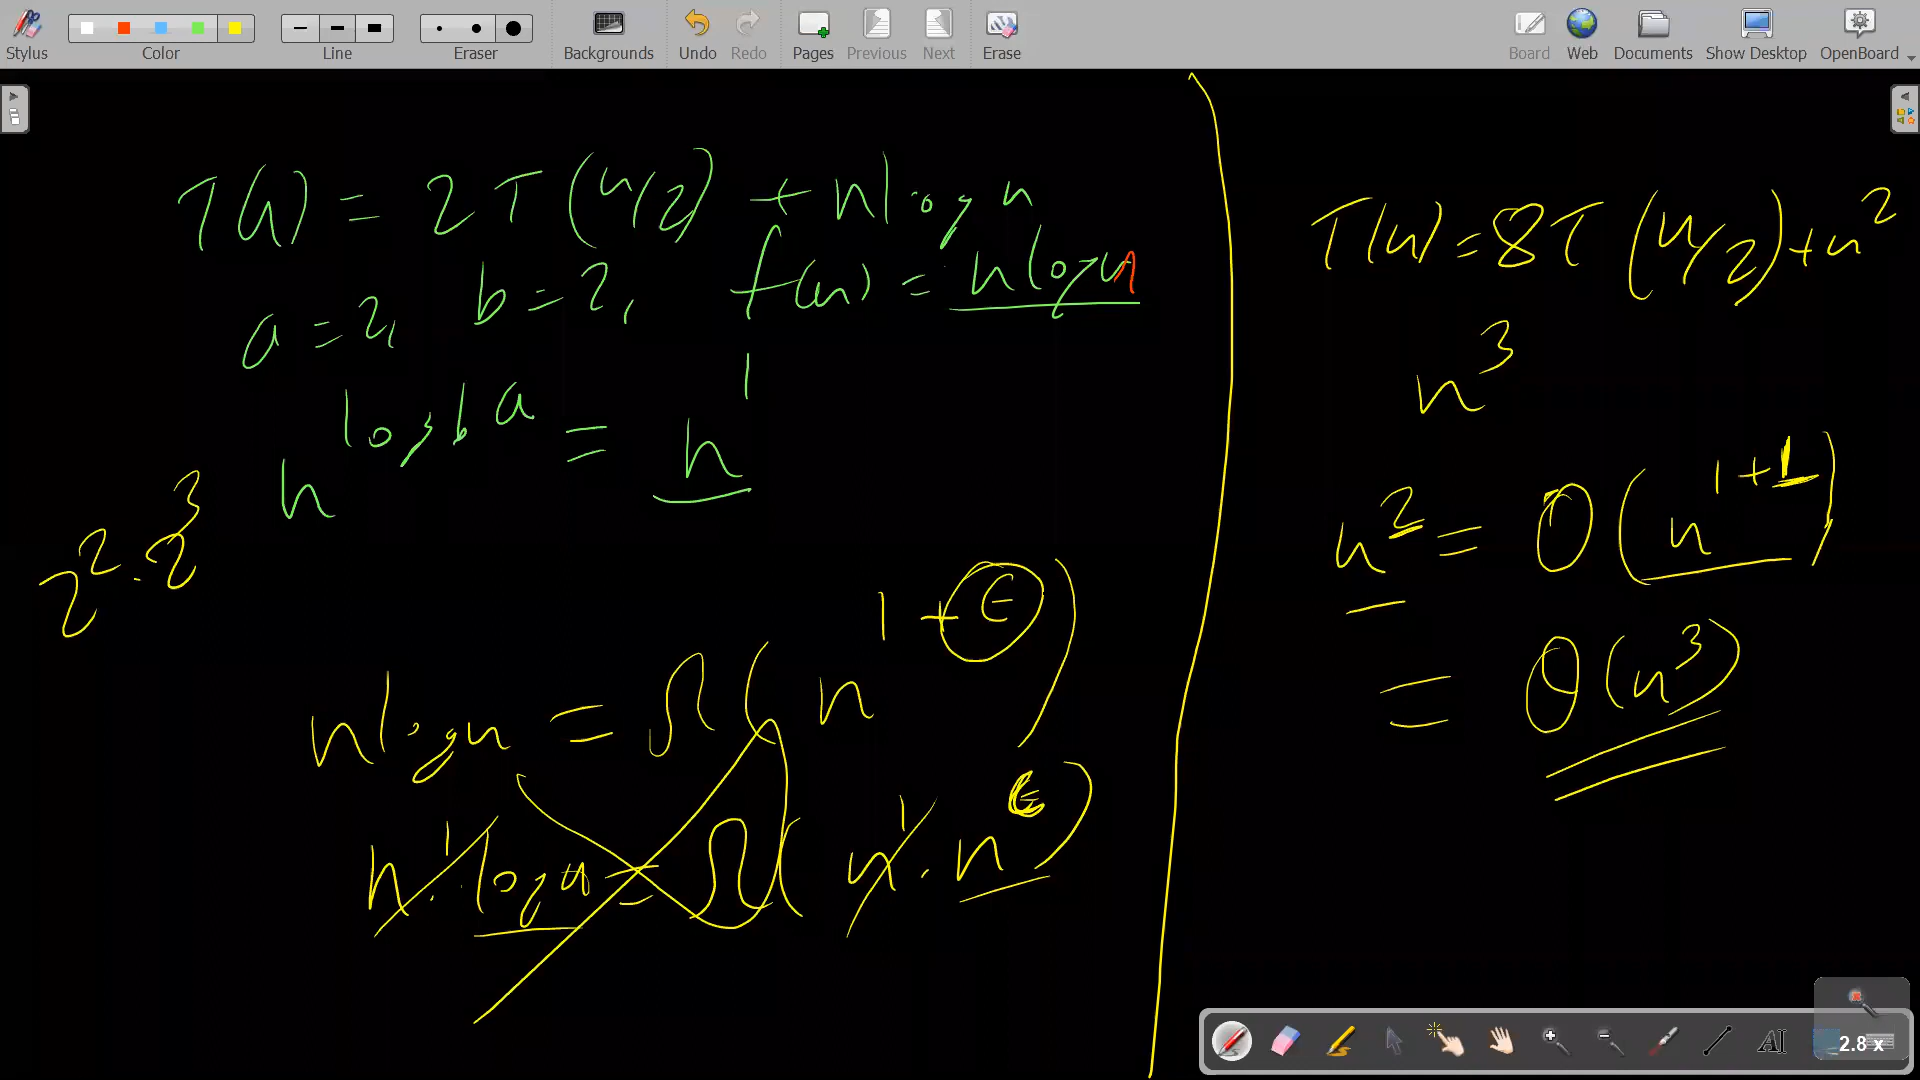 Stylus Color Line Eraser Backgrounds Undo Redo Pages Previous Next Erase Board Web Documents Show Desktop OpenBoard
T(n) = 2T(n/2) + nlogn
a = 2, b = 2, f(n) = nlogn
n^{log_b a} = n^1
2^2 . 2^3
nlogn = Ω(n^{1+ϵ})
n^1 . logn = Ω(n^1 . n^ϵ)
T(n) = 8T(n/2) + n^2
n^3
n^2 = O(n^{1+1})
= Θ(n^3)
AI 2.8 x